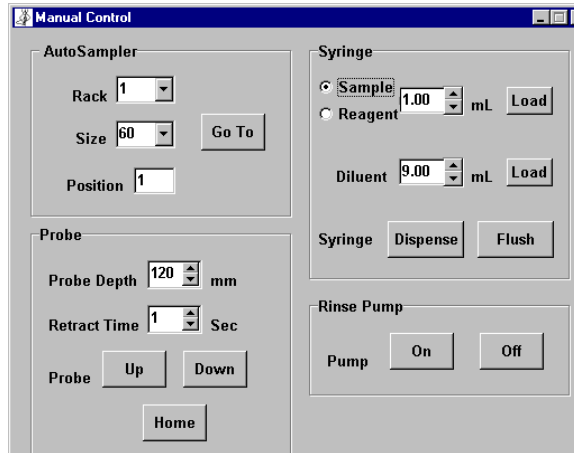 Manual Control
AutoSampler
Rack 1
Size 60
Go To
Position 1
Probe
Probe Depth 120 mm
Retract Time 1 Sec
Probe Up Down
Home
Syringe
Sample
Reagent
1.00 mL Load
Diluent 9.00 mL Load
Syringe Dispense Flush
Rinse Pump
Pump On Off